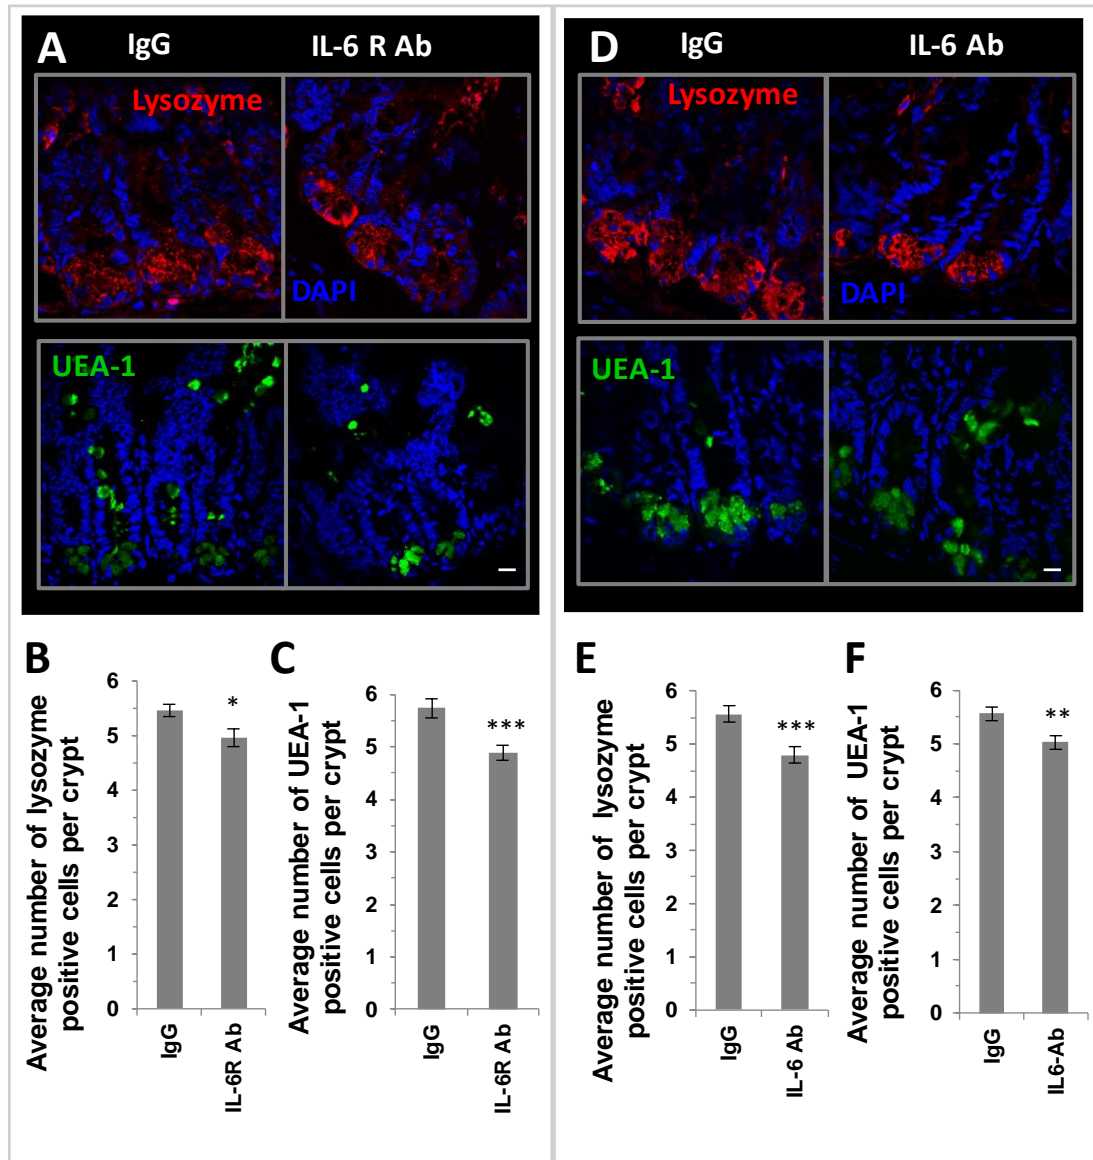 A
IgG
IL-6 R Ab
Lysozyme
DAPI
UEA-1
D
IgG
IL-6 Ab
Lysozyme
DAPI
UEA-1
B
Average number of lysozyme
positive cells per crypt
6
5
4
3
2
1
0
*
IgG
IL-6R Ab
C
Average number of UEA-1
positive cells per crypt
6
5
4
3
2
1
0
***
IgG
IL-6R Ab
E
Average number of lysozyme
positive cells per crypt
6
5
4
3
2
1
0
***
IgG
IL-6 Ab
F
Average number of UEA-1
positive cells per crypt
6
5
4
3
2
1
0
**
IgG
IL6-Ab